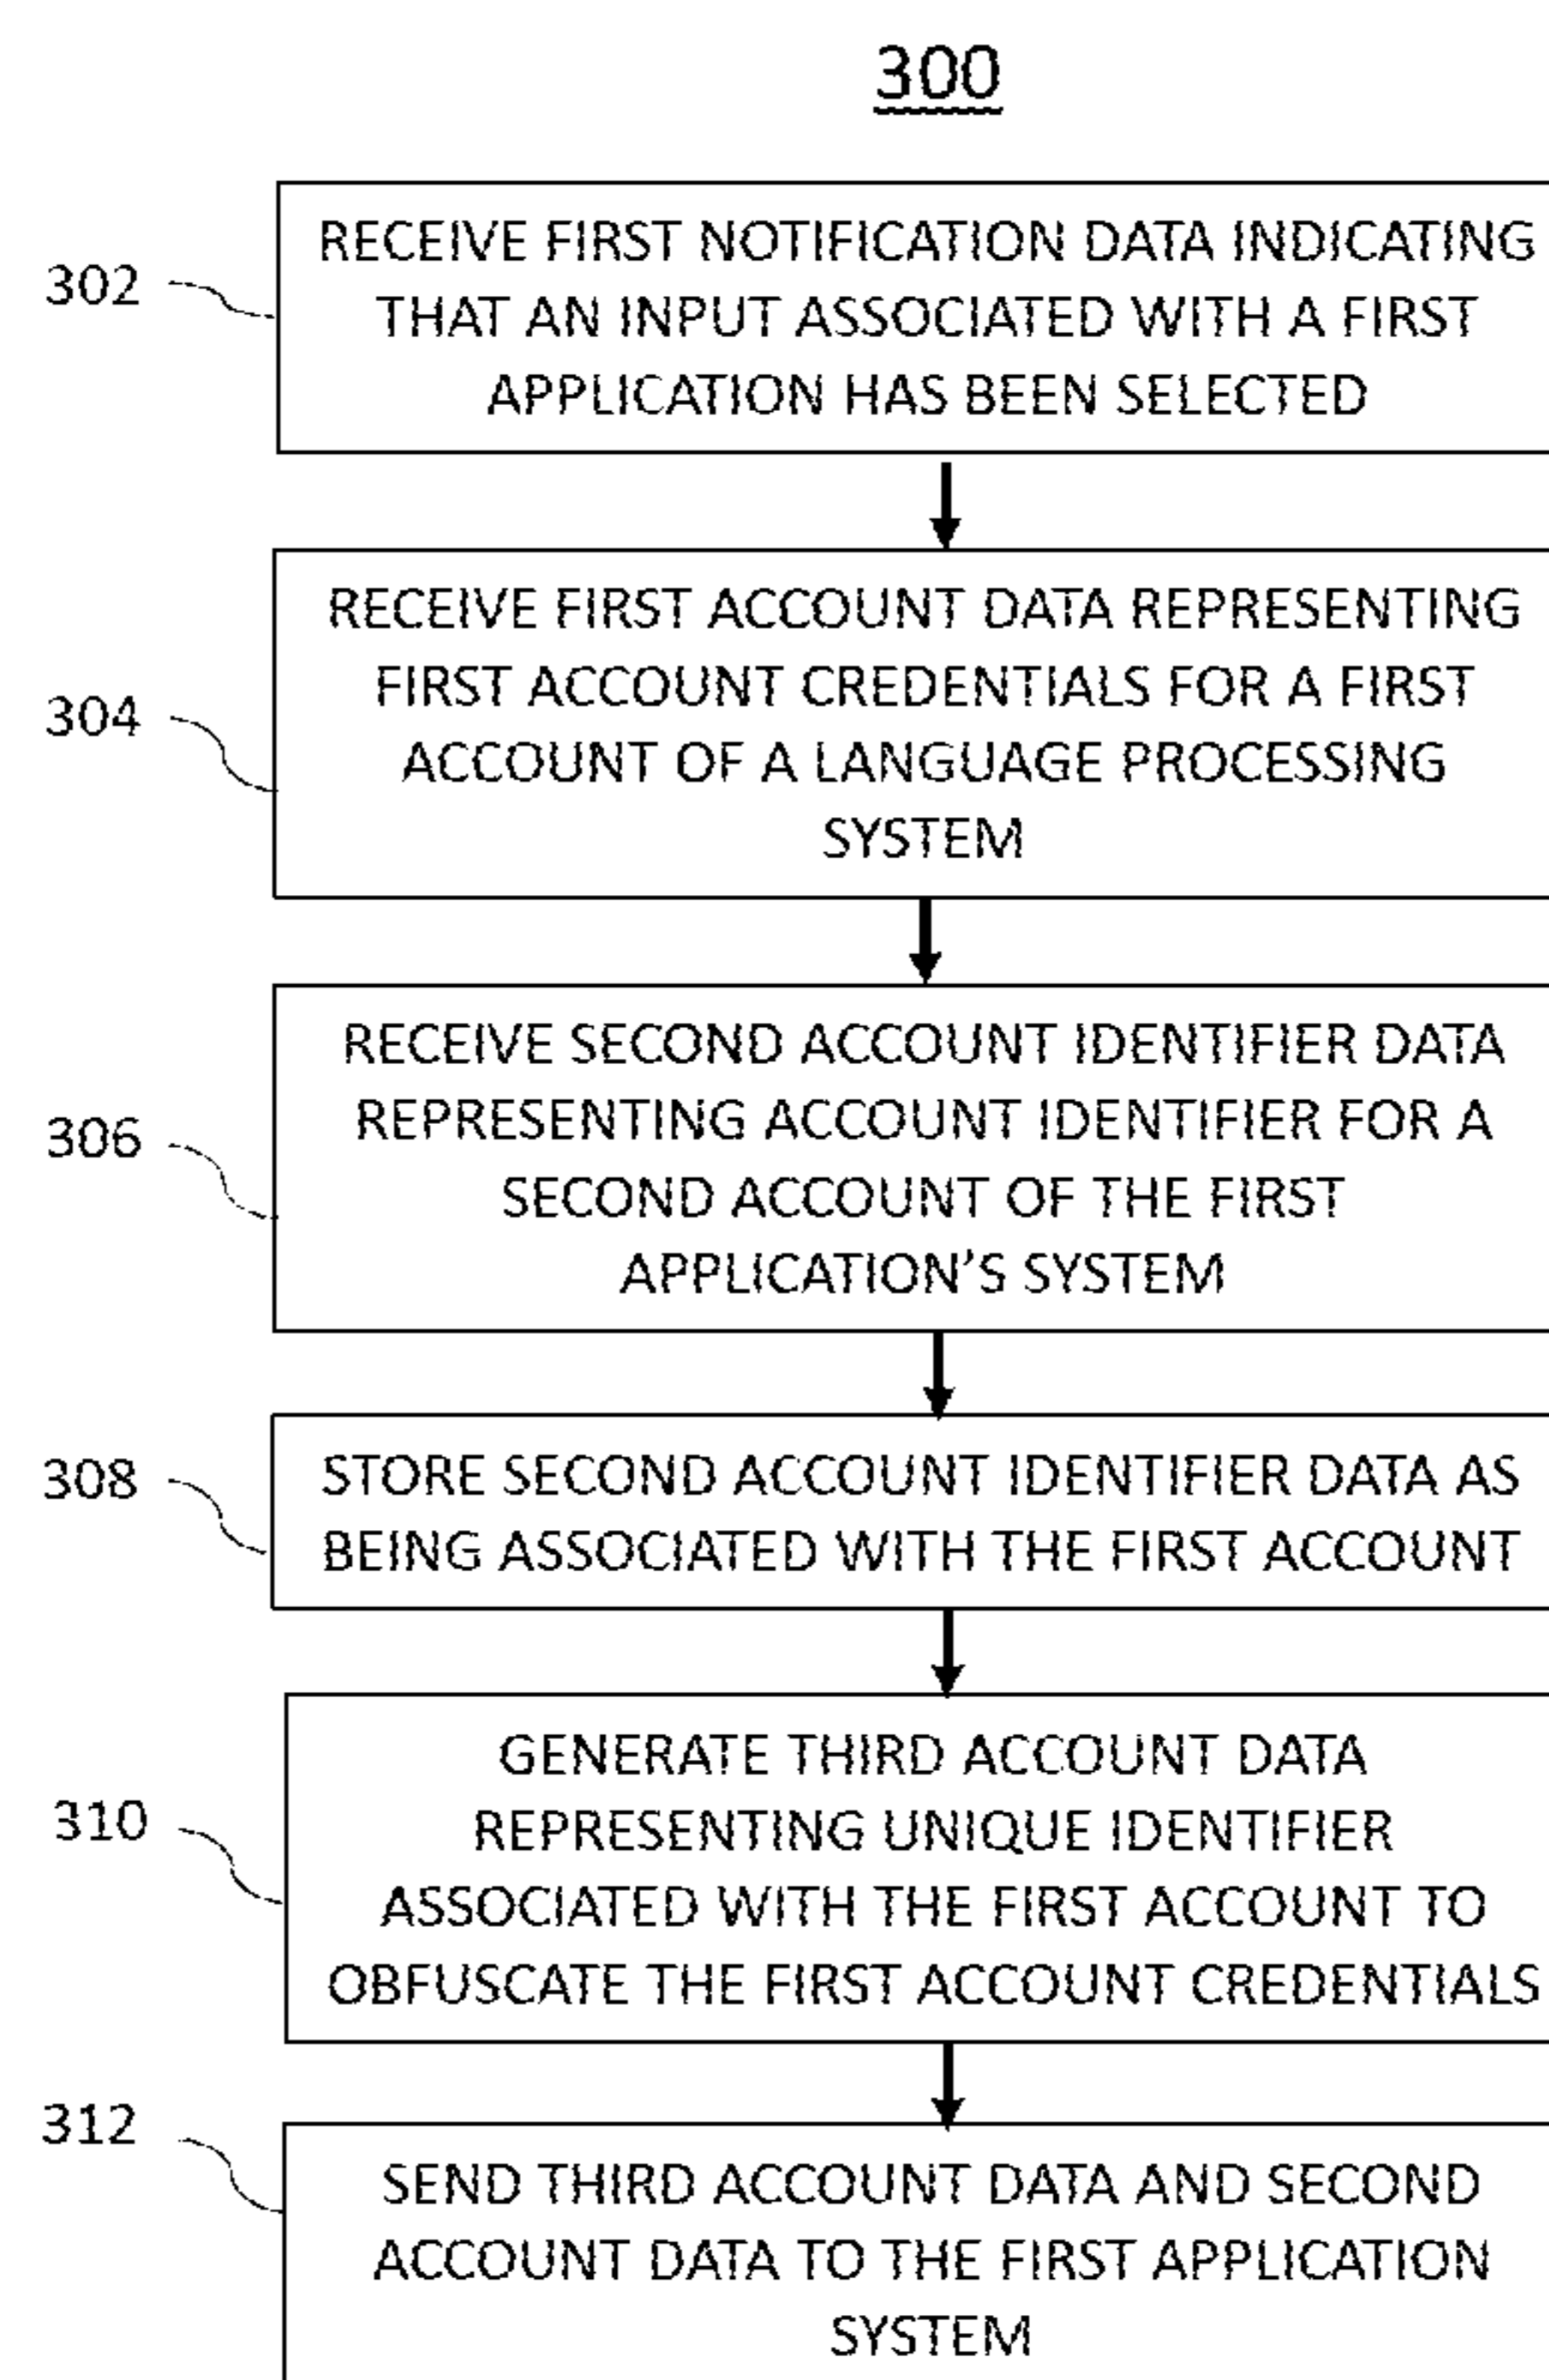 300
302
RECEIVE FIRST NOTIFICATION DATA INDICATING
THAT AN INPUT ASSOCIATED WITH A FIRST
APPLICATION HAS BEEN SELECTED
304
RECEIVE FIRST ACCOUNT DATA REPRESENTING
FIRST ACCOUNT CREDENTIALS FOR A FIRST
ACCOUNT OF A LANGUAGE PROCESSING
SYSTEM
306
RECEIVE SECOND ACCOUNT IDENTIFIER DATA
REPRESENTING ACCOUNT IDENTIFIER FOR A
SECOND ACCOUNT OF THE FIRST
APPLICATION’S SYSTEM
308
STORE SECOND ACCOUNT IDENTIFIER DATA AS
BEING ASSOCIATED WITH THE FIRST ACCOUNT
310
GENERATE THIRD ACCOUNT DATA
REPRESENTING UNIQUE IDENTIFIER
ASSOCIATED WITH THE FIRST ACCOUNT TO
OBFUSCATE THE FIRST ACCOUNT CREDENTIALS
312
SEND THIRD ACCOUNT DATA AND SECOND
ACCOUNT DATA TO THE FIRST APPLICATION
SYSTEM